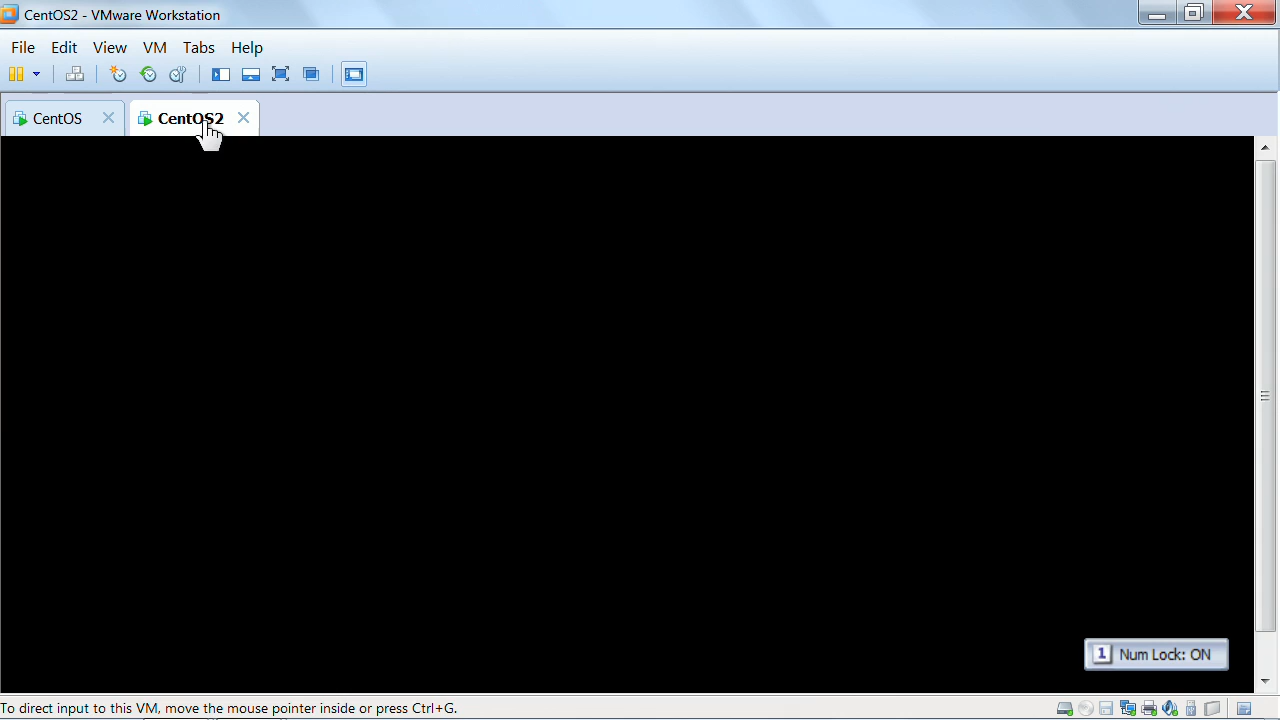 CentOS2 - VMware Workstation
File Edit View VM Tabs Help
CentOS CentOS2
1 Num Lock: ON
To direct input to this VM, move the mouse pointer inside or press Ctrl+G.